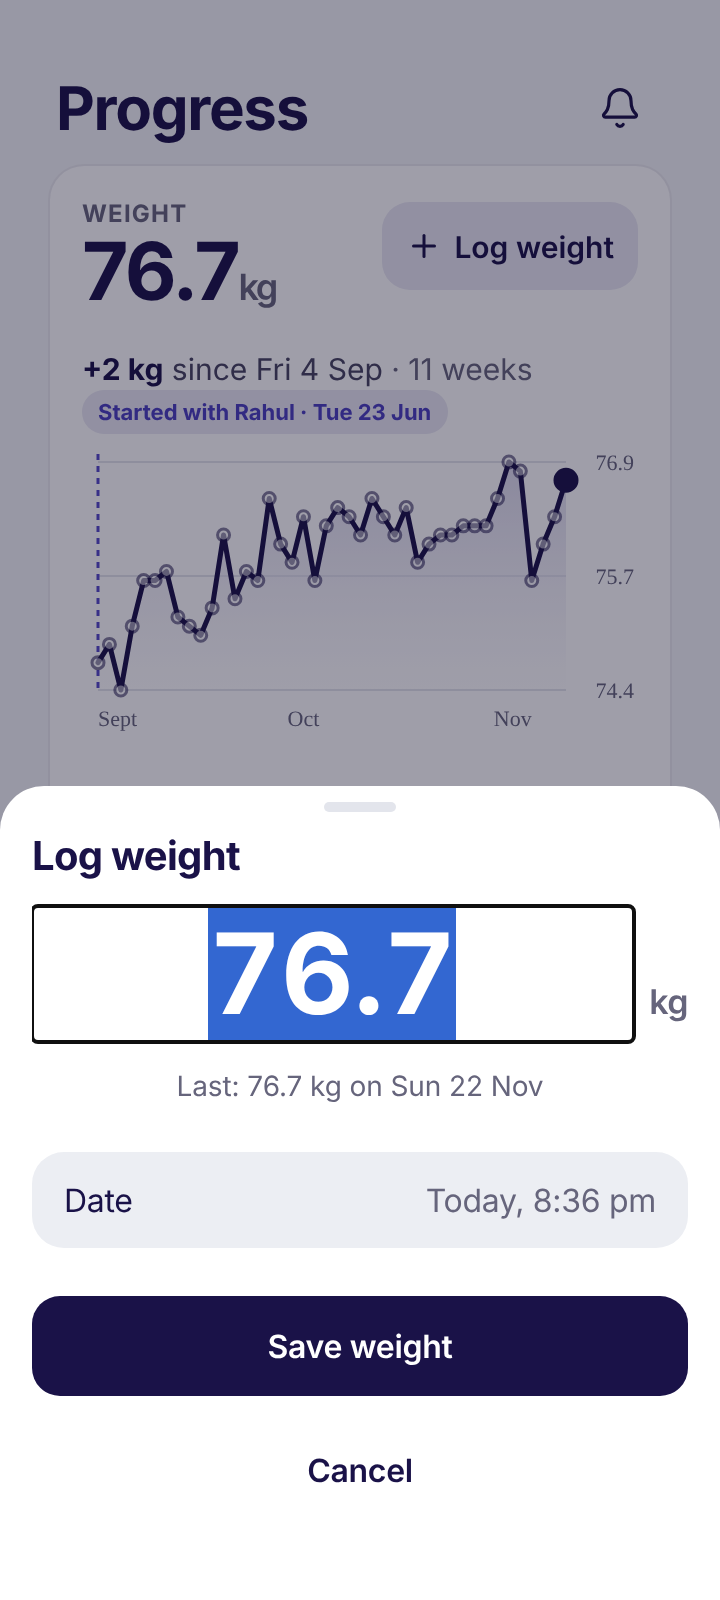 Progress
WEIGHT
76.7kg
+ Log weight
+2 kg since Fri 4 Sep · 11 weeks
Started with Rahul · Tue 23 Jun
76.9
75.7
74.4
Sept Oct Nov
Log weight
76.7 kg
Last: 76.7 kg on Sun 22 Nov
Date Today, 8:36 pm
Save weight
Cancel